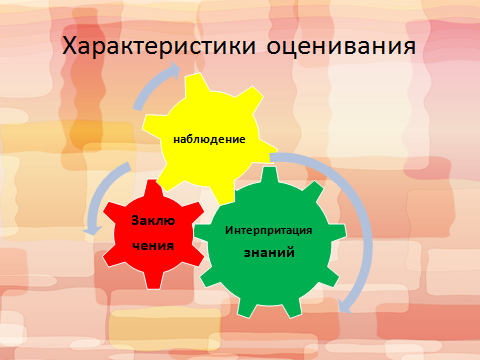 Характеристики оценивания
наблюдение
Заклю
чения
Интерпритация
знаний